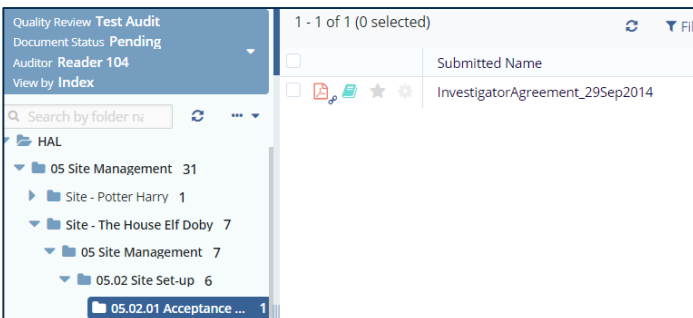 Quality Review Test Audit
Document Status Pending
Auditor Reader 104
View by Index
Search by folder na
HAL
05 Site Management 31
Site - Potter Harry 1
Site - The House Elf Doby 7
05 Site Management 7
05.02 Site Set-up 6
05.02.01 Acceptance ... 1
1 - 1 of 1 (0 selected)
Fil
Submitted Name
InvestigatorAgreement_29Sep2014